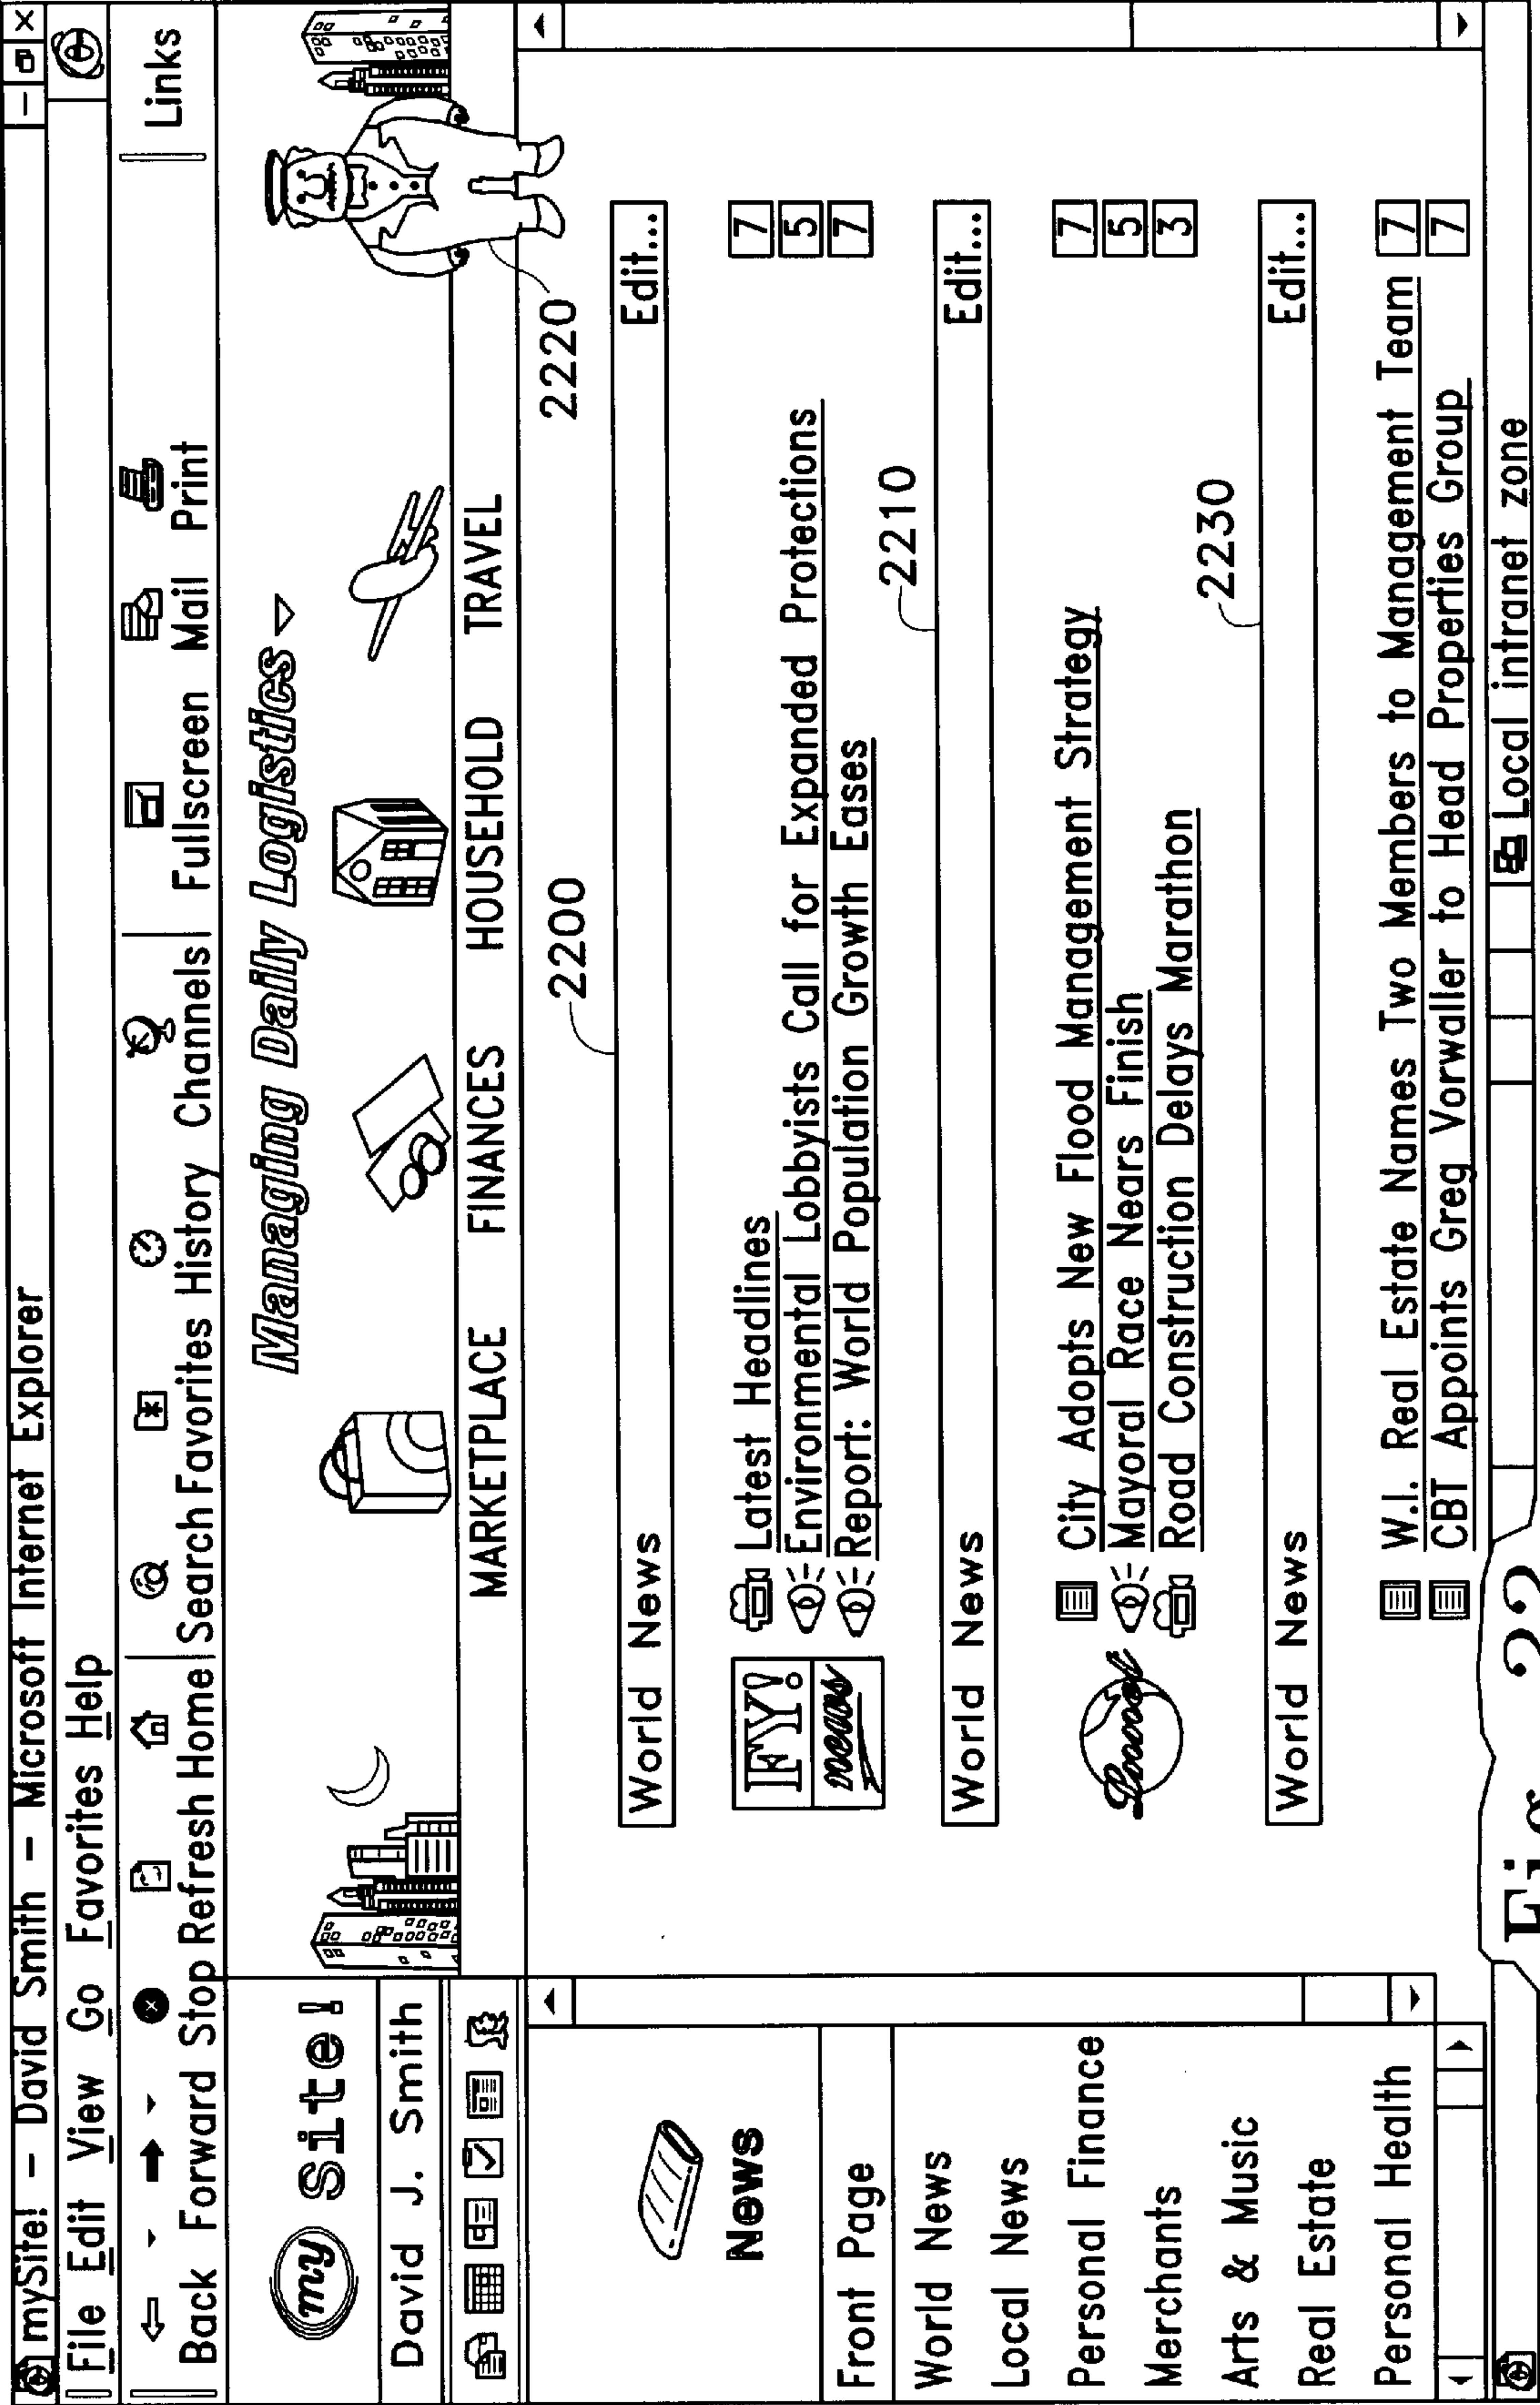 mySite! - David Smith - Microsoft Internet Explorer
File Edit View Go Favorites Help
Back Forward Stop Refresh Home Search Favorites History Channels Fullscreen Mail Print Links
my Site!
Managing Daily Logistics
David J. Smith
MARKETPLACE FINANCES HOUSEHOLD TRAVEL
2200
2220
News
Front Page
World News
Local News
Personal Finance
Merchants
Arts & Music
Real Estate
Personal Health
World News Edit...
FY!
news
Latest Headlines 7
Environmental Lobbyists Call for Expanded Protections 5
Report: World Population Growth Eases 7
2210
World News Edit...
City Adopts New Flood Management Strategy 7
Mayoral Race Nears Finish 5
Road Construction Delays Marathon 3
2230
World News Edit...
W.I. Real Estate Names Two Members to Management Team 7
CBT Appoints Greg Vorwaller to Head Properties Group 7
Local intranet zone